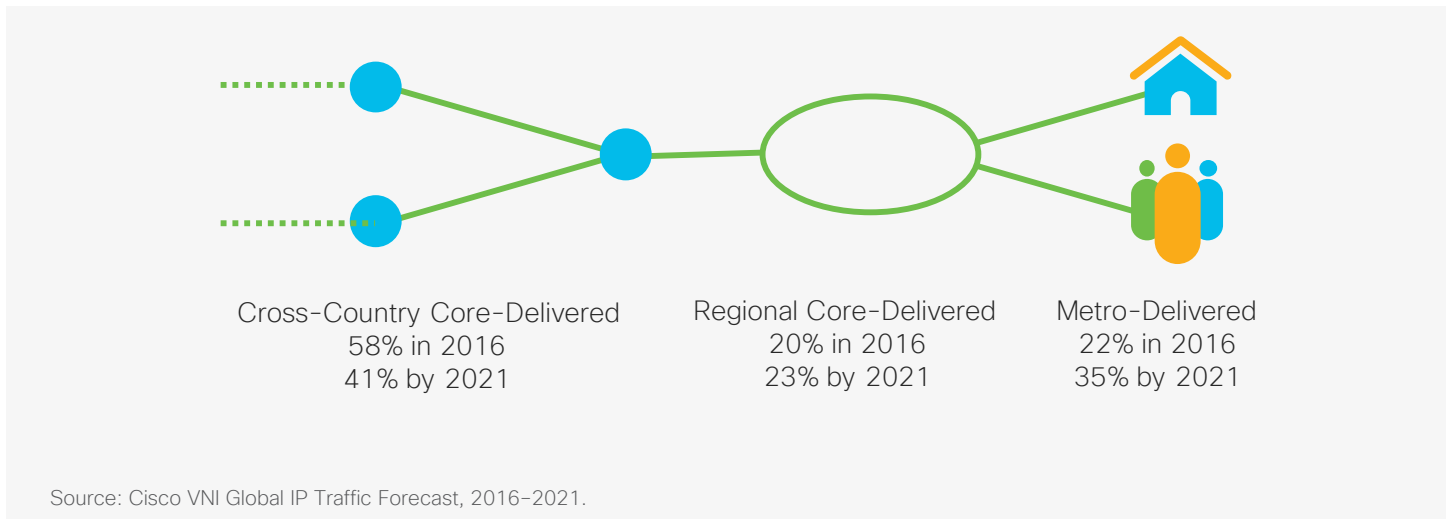 Cross-Country Core-Delivered
58% in 2016
41% by 2021
Regional Core-Delivered
20% in 2016
23% by 2021
Metro-Delivered
22% in 2016
35% by 2021
Source: Cisco VNI Global IP Traffic Forecast, 2016-2021.